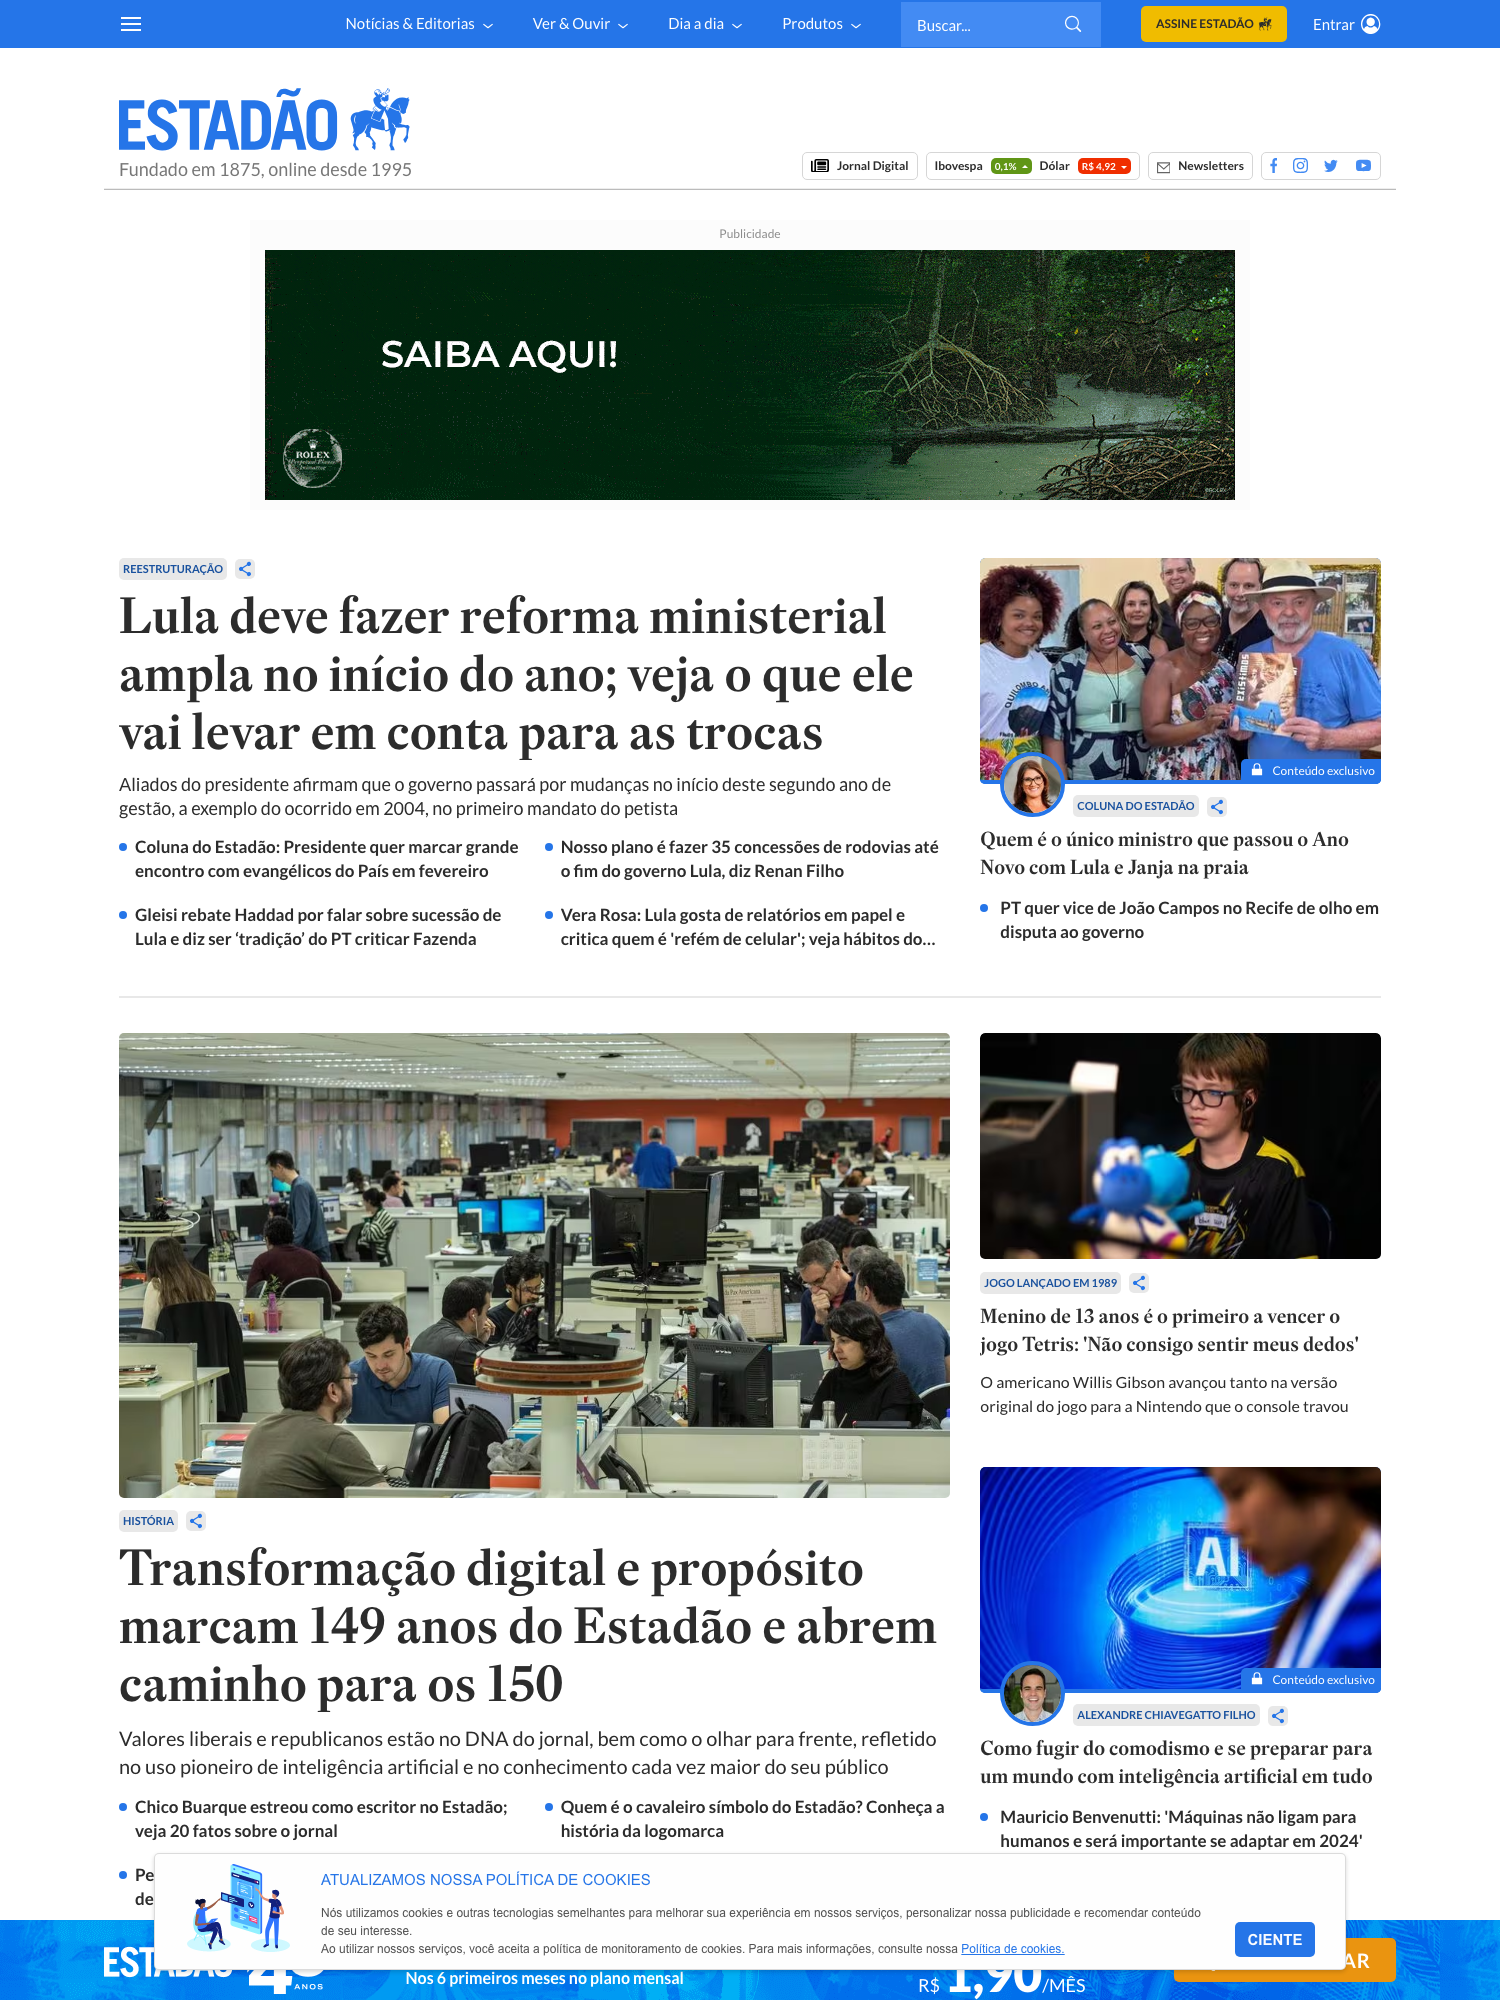 Notícias & Editorias
Ver & Ouvir
Dia a dia
Produtos
Buscar...
ASSINE ESTADÃO
Entrar
ESTADÃO
Fundado em 1875, online desde 1995
Jornal Digital
Ibovespa 0,1% Dólar R$ 4,92
Newsletters
Publicidade
SAIBA AQUI!
ROLEX
REESTRUTURAÇÃO
Lula deve fazer reforma ministerial
ampla no início do ano; veja o que ele
vai levar em conta para as trocas
Aliados do presidente afirmam que o governo passará por mudanças no início deste segundo ano de
gestão, a exemplo do ocorrido em 2004, no primeiro mandato do petista
Coluna do Estadão: Presidente quer marcar grande
encontro com evangélicos do País em fevereiro
Nosso plano é fazer 35 concessões de rodovias até
o fim do governo Lula, diz Renan Filho
Gleisi rebate Haddad por falar sobre sucessão de
Lula e diz ser ‘tradição’ do PT criticar Fazenda
Vera Rosa: Lula gosta de relatórios em papel e
critica quem é 'refém de celular'; veja hábitos do...
existimos
Conteúdo exclusivo
COLUNA DO ESTADÃO
Quem é o único ministro que passou o Ano
Novo com Lula e Janja na praia
PT quer vice de João Campos no Recife de olho em
disputa ao governo
JOGO LANÇADO EM 1989
Menino de 13 anos é o primeiro a vencer o
jogo Tetris: 'Não consigo sentir meus dedos'
O americano Willis Gibson avançou tanto na versão
original do jogo para a Nintendo que o console travou
HISTÓRIA
Transformação digital e propósito
marcam 149 anos do Estadão e abrem
caminho para os 150
Valores liberais e republicanos estão no DNA do jornal, bem como o olhar para frente, refletido
no uso pioneiro de inteligência artificial e no conhecimento cada vez maior do seu público
Chico Buarque estreou como escritor no Estadão;
veja 20 fatos sobre o jornal
Quem é o cavaleiro símbolo do Estadão? Conheça a
história da logomarca
Pe
de
AI
Conteúdo exclusivo
ALEXANDRE CHIAVEGATTO FILHO
Como fugir do comodismo e se preparar para
um mundo com inteligência artificial em tudo
Mauricio Benvenutti: 'Máquinas não ligam para
humanos e será importante se adaptar em 2024'
ATUALIZAMOS NOSSA POLÍTICA DE COOKIES
Nós utilizamos cookies e outras tecnologias semelhantes para melhorar sua experiência em nossos serviços, personalizar nossa publicidade e recomendar conteúdo
de seu interesse.
Ao utilizar nossos serviços, você aceita a política de monitoramento de cookies. Para mais informações, consulte nossa Política de cookies.
CIENTE
ANOS
Nos 6 primeiros meses no plano mensal
R$ 1,90/MÊS
AR